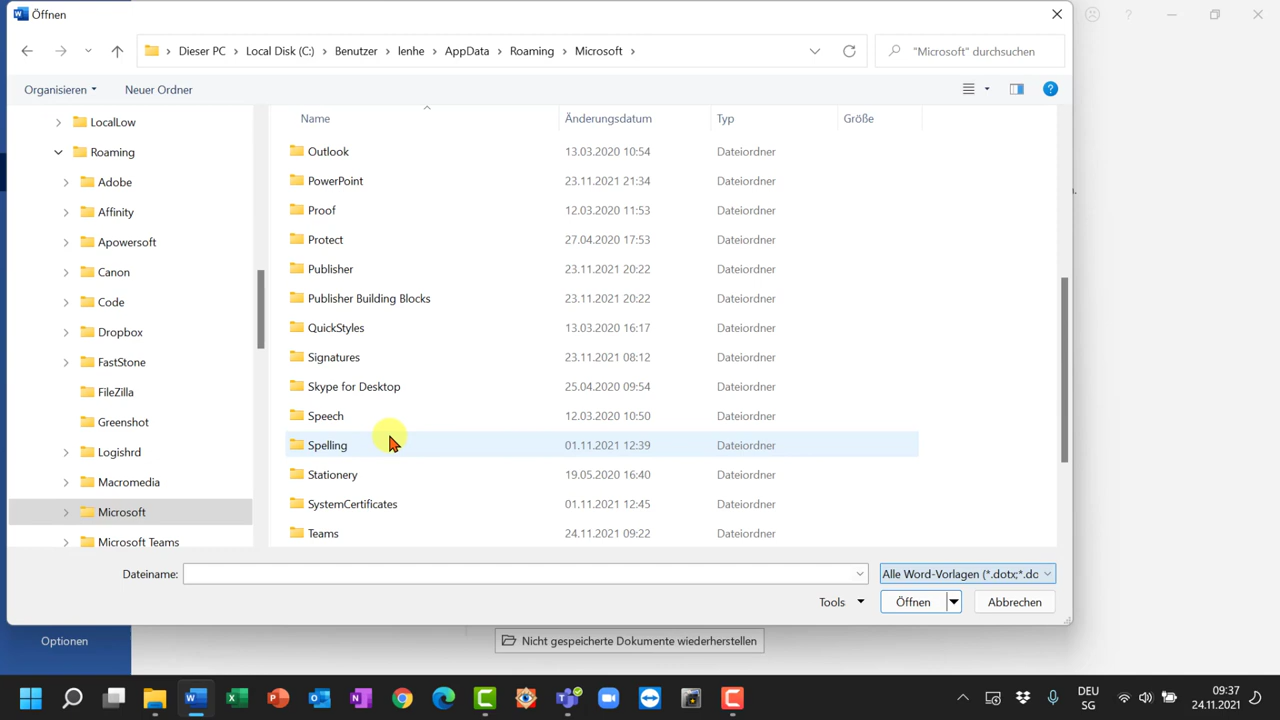 Öffnen
Dieser PC > Local Disk (C:) > Benutzer > lenhe > AppData > Roaming > Microsoft >
"Microsoft" durchsuchen
Organisieren
Neuer Ordner
Name
Änderungsdatum
Typ
Größe
LocalLow
Roaming
Adobe
Affinity
Apowersoft
Canon
Code
Dropbox
FastStone
FileZilla
Greenshot
Logishrd
Macromedia
Microsoft
Microsoft Teams
Outlook 13.03.2020 10:54 Dateiordner
PowerPoint 23.11.2021 21:34 Dateiordner
Proof 12.03.2020 11:53 Dateiordner
Protect 27.04.2020 17:53 Dateiordner
Publisher 23.11.2021 20:22 Dateiordner
Publisher Building Blocks 23.11.2021 20:22 Dateiordner
QuickStyles 13.03.2020 16:17 Dateiordner
Signatures 23.11.2021 08:12 Dateiordner
Skype for Desktop 25.04.2020 09:54 Dateiordner
Speech 12.03.2020 10:50 Dateiordner
Spelling 01.11.2021 12:39 Dateiordner
Stationery 19.05.2020 16:40 Dateiordner
SystemCertificates 01.11.2021 12:45 Dateiordner
Teams 24.11.2021 09:22 Dateiordner
Dateiname:
Alle Word-Vorlagen (*.dotx;*.do
Tools
Öffnen
Abbrechen
Optionen
Nicht gespeicherte Dokumente wiederherstellen
DEU
SG
09:37
24.11.2021